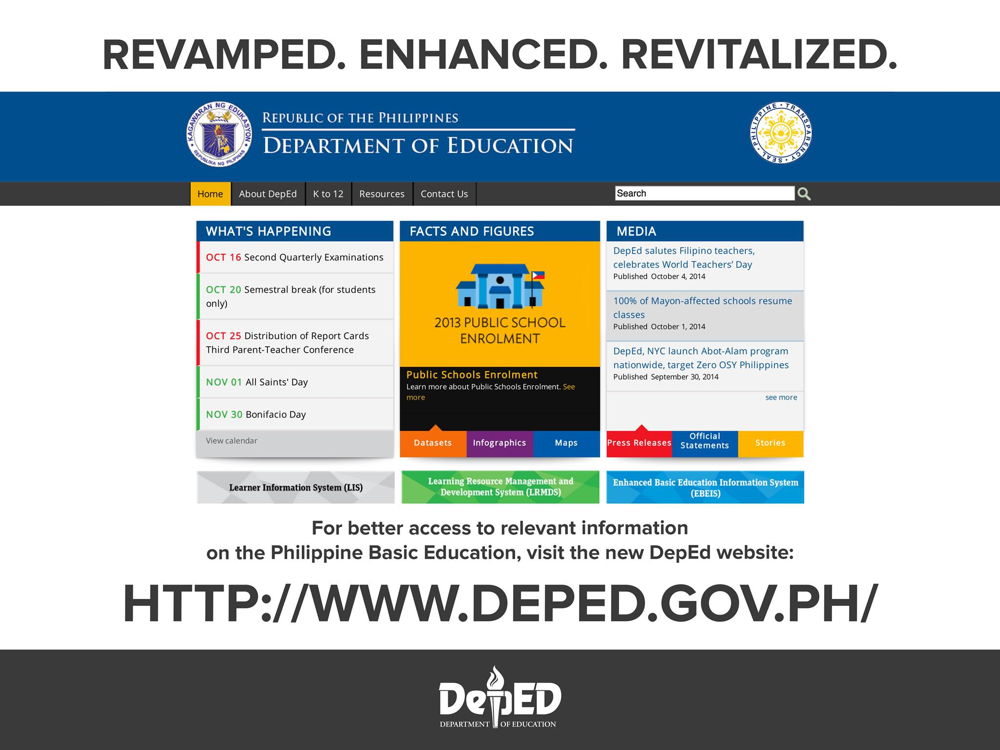 REVAMPED. ENHANCED. REVITALIZED.
KAGAWARAN NG EDUKASYON
REPUBLIKA NG PILIPINAS
REPUBLIC OF THE PHILIPPINES
DEPARTMENT OF EDUCATION
PHILIPPINE • TRANSPARENCY • SEAL •
Home About DepEd K to 12 Resources Contact Us Search
WHAT'S HAPPENING
OCT 16 Second Quarterly Examinations
OCT 20 Semestral break (for students
only)
OCT 25 Distribution of Report Cards
Third Parent-Teacher Conference
NOV 01 All Saints' Day
NOV 30 Bonifacio Day
View calendar
FACTS AND FIGURES
2013 PUBLIC SCHOOL
ENROLMENT
Public Schools Enrolment
Learn more about Public Schools Enrolment. See
more
Datasets Infographics Maps
MEDIA
DepEd salutes Filipino teachers,
celebrates World Teachers’ Day
Published October 4, 2014
100% of Mayon-affected schools resume
classes
Published October 1, 2014
DepEd, NYC launch Abot-Alam program
nationwide, target Zero OSY Philippines
Published September 30, 2014
see more
Press Releases
Official
Statements
Stories
Learner Information System (LIS)
Learning Resource Management and
Development System (LRMDS)
Enhanced Basic Education Information System
(EBEIS)
For better access to relevant information
on the Philippine Basic Education, visit the new DepEd website:
HTTP://WWW.DEPED.GOV.PH/
DepED
DEPARTMENT OF EDUCATION